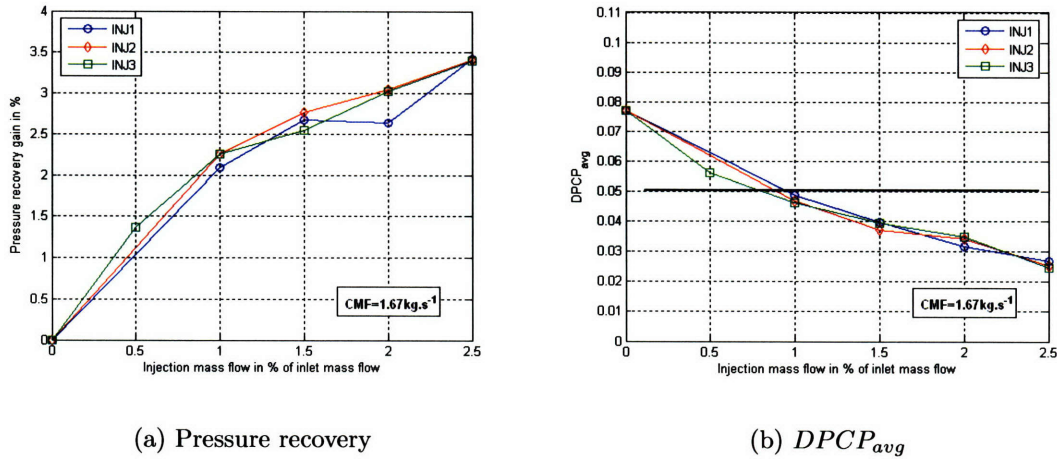 4
3.5
3
2.5
2
1.5
1
0.5
0
Pressure recovery gain in %
INJ1
INJ2
INJ3
CMF=1.67kg.s⁻¹
0 0.5 1 1.5 2 2.5
Injection mass flow in % of inlet mass flow
(a) Pressure recovery
0.11
0.1
0.09
0.08
0.07
0.06
0.05
0.04
0.03
0.02
0.01
0
DPCPavg
INJ1
INJ2
INJ3
CMF=1.67kg.s⁻¹
0 0.5 1 1.5 2 2.5
Injection mass flow in % of inlet mass flow
(b) DPCPavg